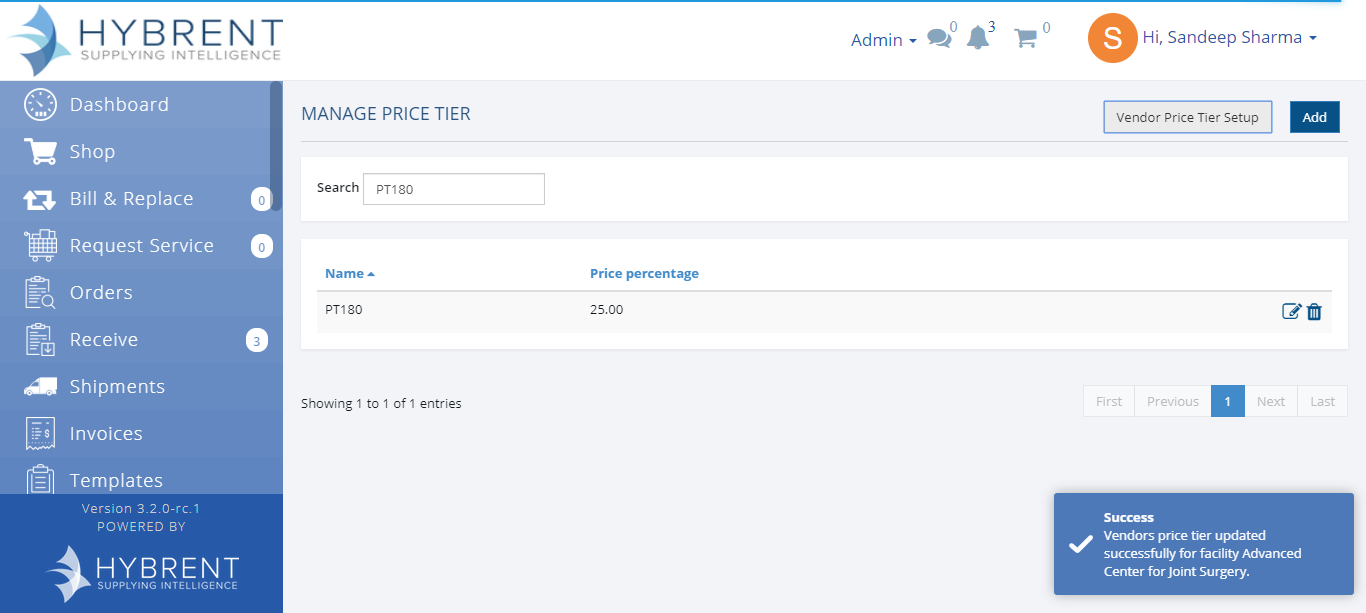 HYBRENT
SUPPLYING INTELLIGENCE
Admin 0 3 0 S Hi, Sandeep Sharma
Dashboard
Shop
Bill & Replace 0
Request Service 0
Orders
Receive 3
Shipments
Invoices
Templates
Version 3.2.0-rc.1
POWERED BY
HYBRENT
SUPPLYING INTELLIGENCE
MANAGE PRICE TIER
Vendor Price Tier Setup Add
Search PT180
Name Price percentage
PT180 25.00
Showing 1 to 1 of 1 entries
First Previous 1 Next Last
Success
Vendors price tier updated
successfully for facility Advanced
Center for Joint Surgery.